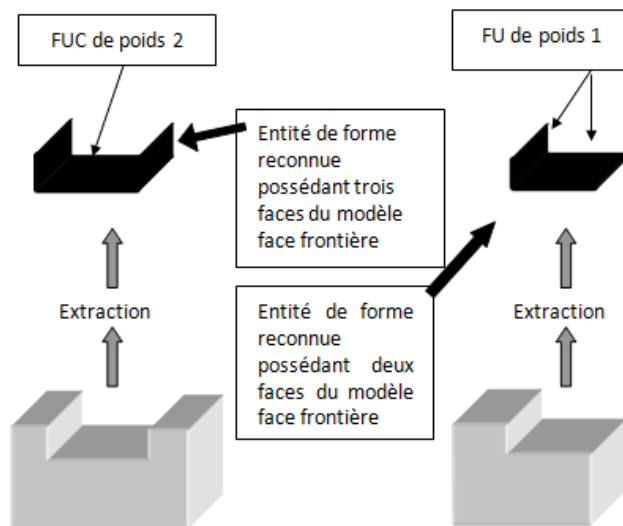 FUC de poids 2
FU de poids 1
Entité de forme
reconnue
possédant trois
faces du modèle
face frontière
Extraction
Extraction
Entité de forme
reconnue
possédant deux
faces du modèle
face frontière